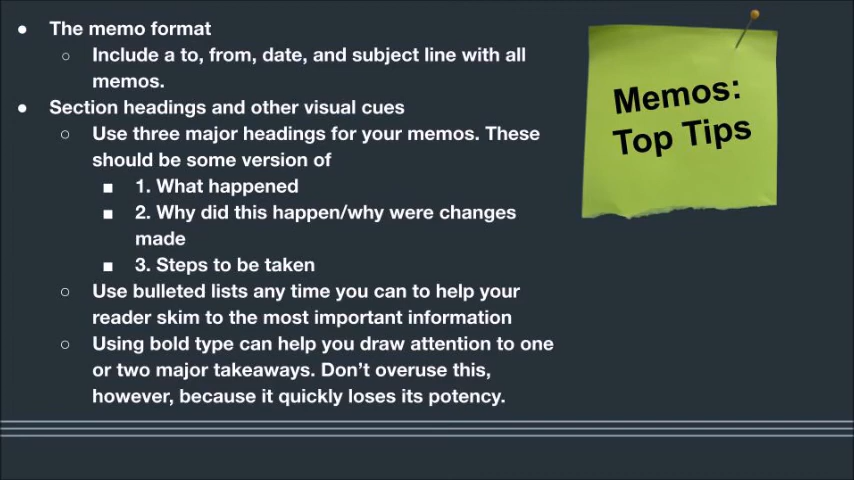 ● The memo format
○ Include a to, from, date, and subject line with all
memos.
● Section headings and other visual cues
○ Use three major headings for your memos. These
should be some version of
■ 1. What happened
■ 2. Why did this happen/why were changes
made
■ 3. Steps to be taken
○ Use bulleted lists any time you can to help your
reader skim to the most important information
○ Using bold type can help you draw attention to one
or two major takeaways. Don’t overuse this,
however, because it quickly loses its potency.
Memos:
Top Tips